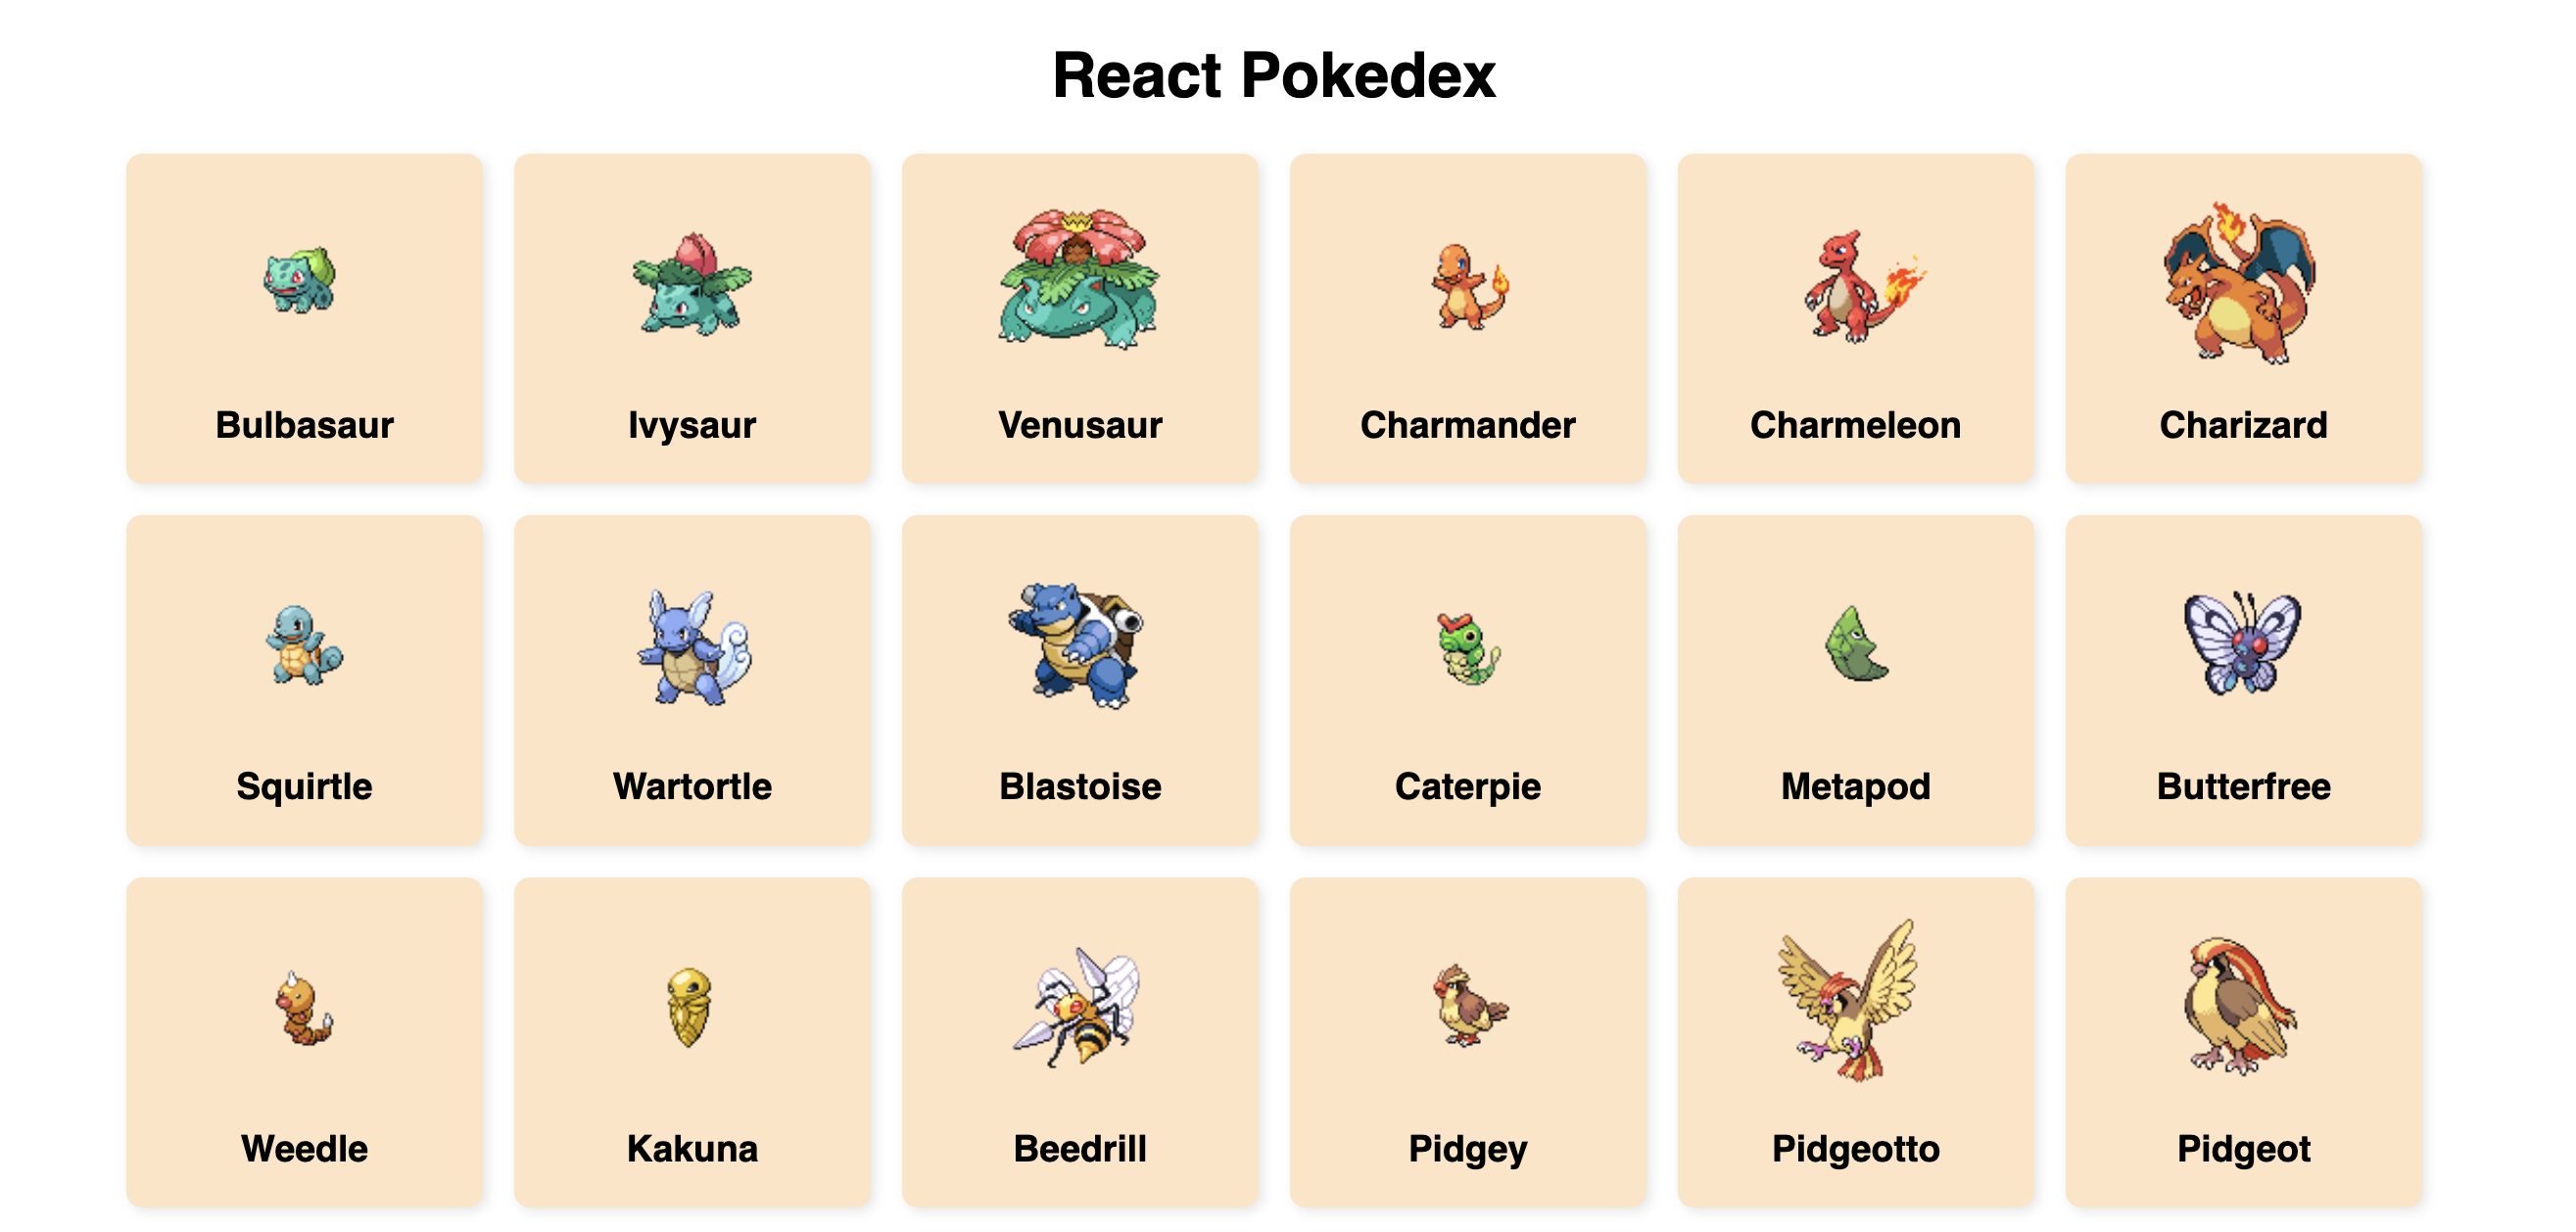 React Pokedex
Bulbasaur
Ivysaur
Venusaur
Charmander
Charmeleon
Charizard
Squirtle
Wartortle
Blastoise
Caterpie
Metapod
Butterfree
Weedle
Kakuna
Beedrill
Pidgey
Pidgeotto
Pidgeot